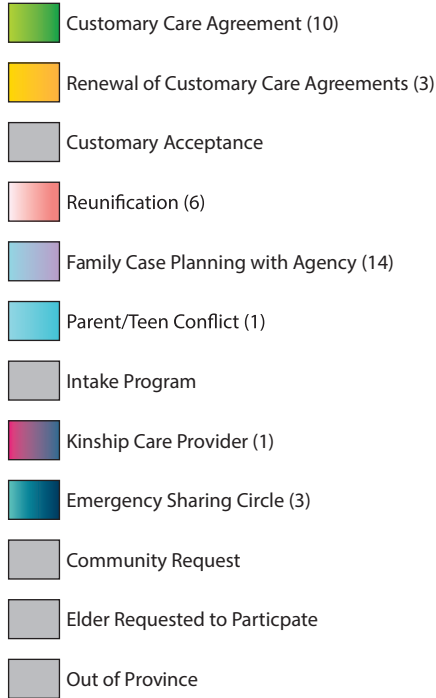 Customary Care Agreement (10)
Renewal of Customary Care Agreements (3)
Customary Acceptance
Reunification (6)
Family Case Planning with Agency (14)
Parent/Teen Conflict (1)
Intake Program
Kinship Care Provider (1)
Emergency Sharing Circle (3)
Community Request
Elder Requested to Particpate
Out of Province